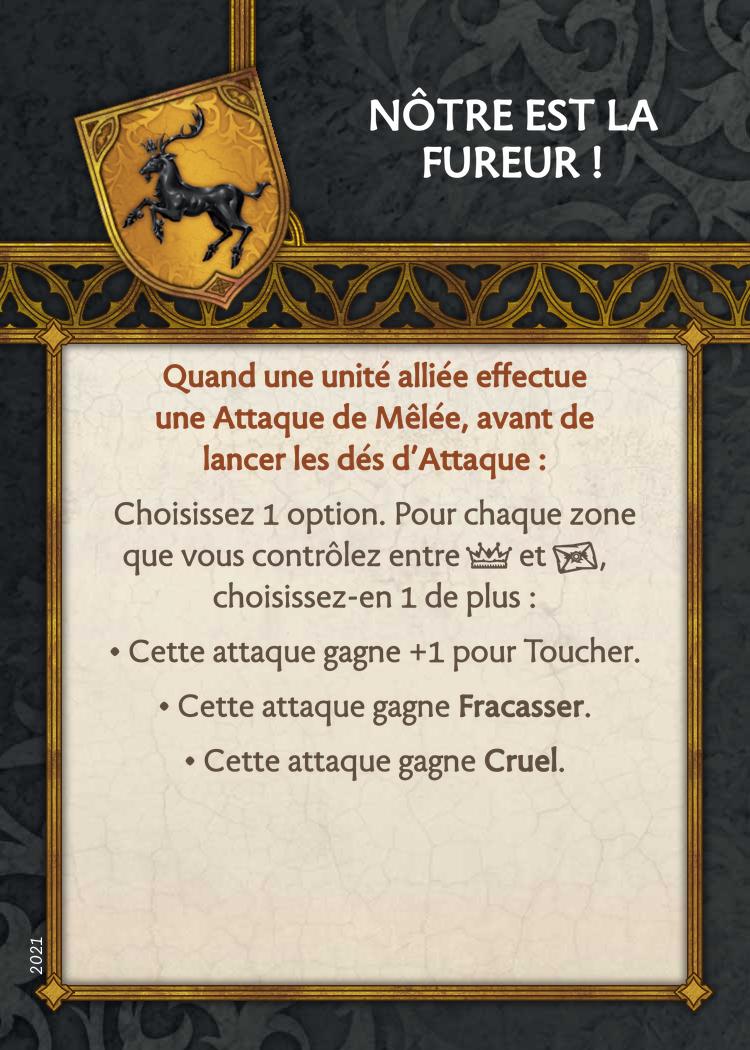 NÔTRE EST LA
FUREUR !
Quand une unité alliée effectue
une Attaque de Mêlée, avant de
lancer les dés d'Attaque :
Choisissez 1 option. Pour chaque zone
que vous contrôlez entre et ,
choisissez-en 1 de plus :
• Cette attaque gagne +1 pour Toucher.
• Cette attaque gagne Fracasser.
• Cette attaque gagne Cruel.
2021